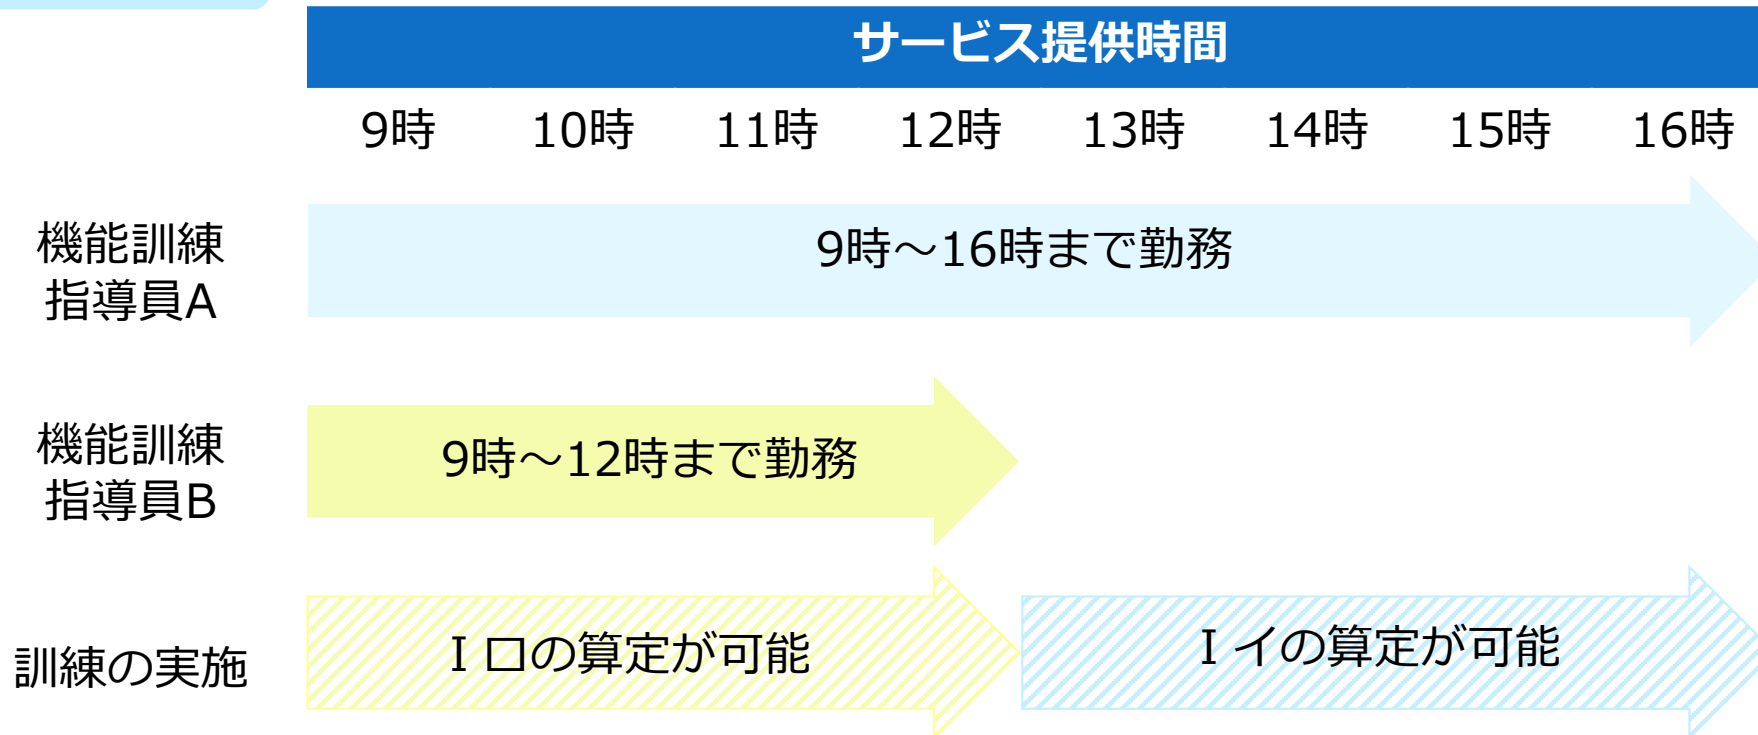 サービス提供時間
9時 10時 11時 12時 13時 14時 15時 16時
機能訓練
指導員A
9時～16時まで勤務
機能訓練
指導員B
9時～12時まで勤務
訓練の実施
Ⅰロの算定が可能
Ⅰイの算定が可能